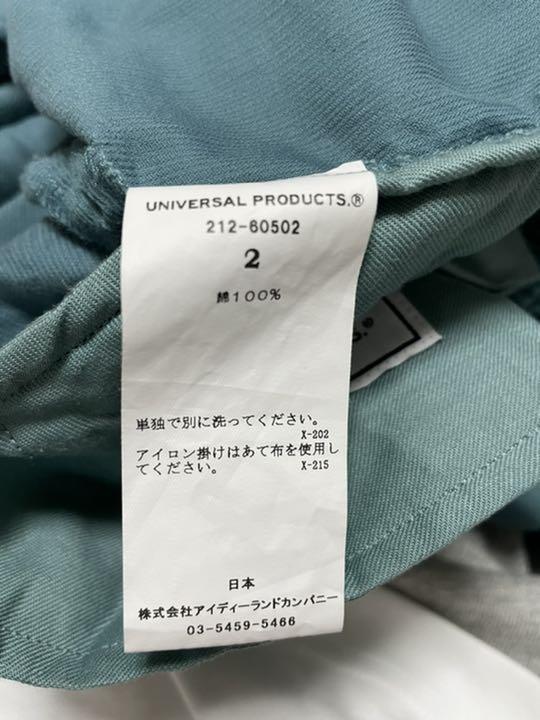 UNIVERSAL PRODUCTS.®
212-60502
2
綿100%
単独で別に洗ってください。
X-202
アイロン掛けはあて布を使用し
てください。 X-215
日本
株式会社アイディーランドカンパニー
03-5459-5466
S.®